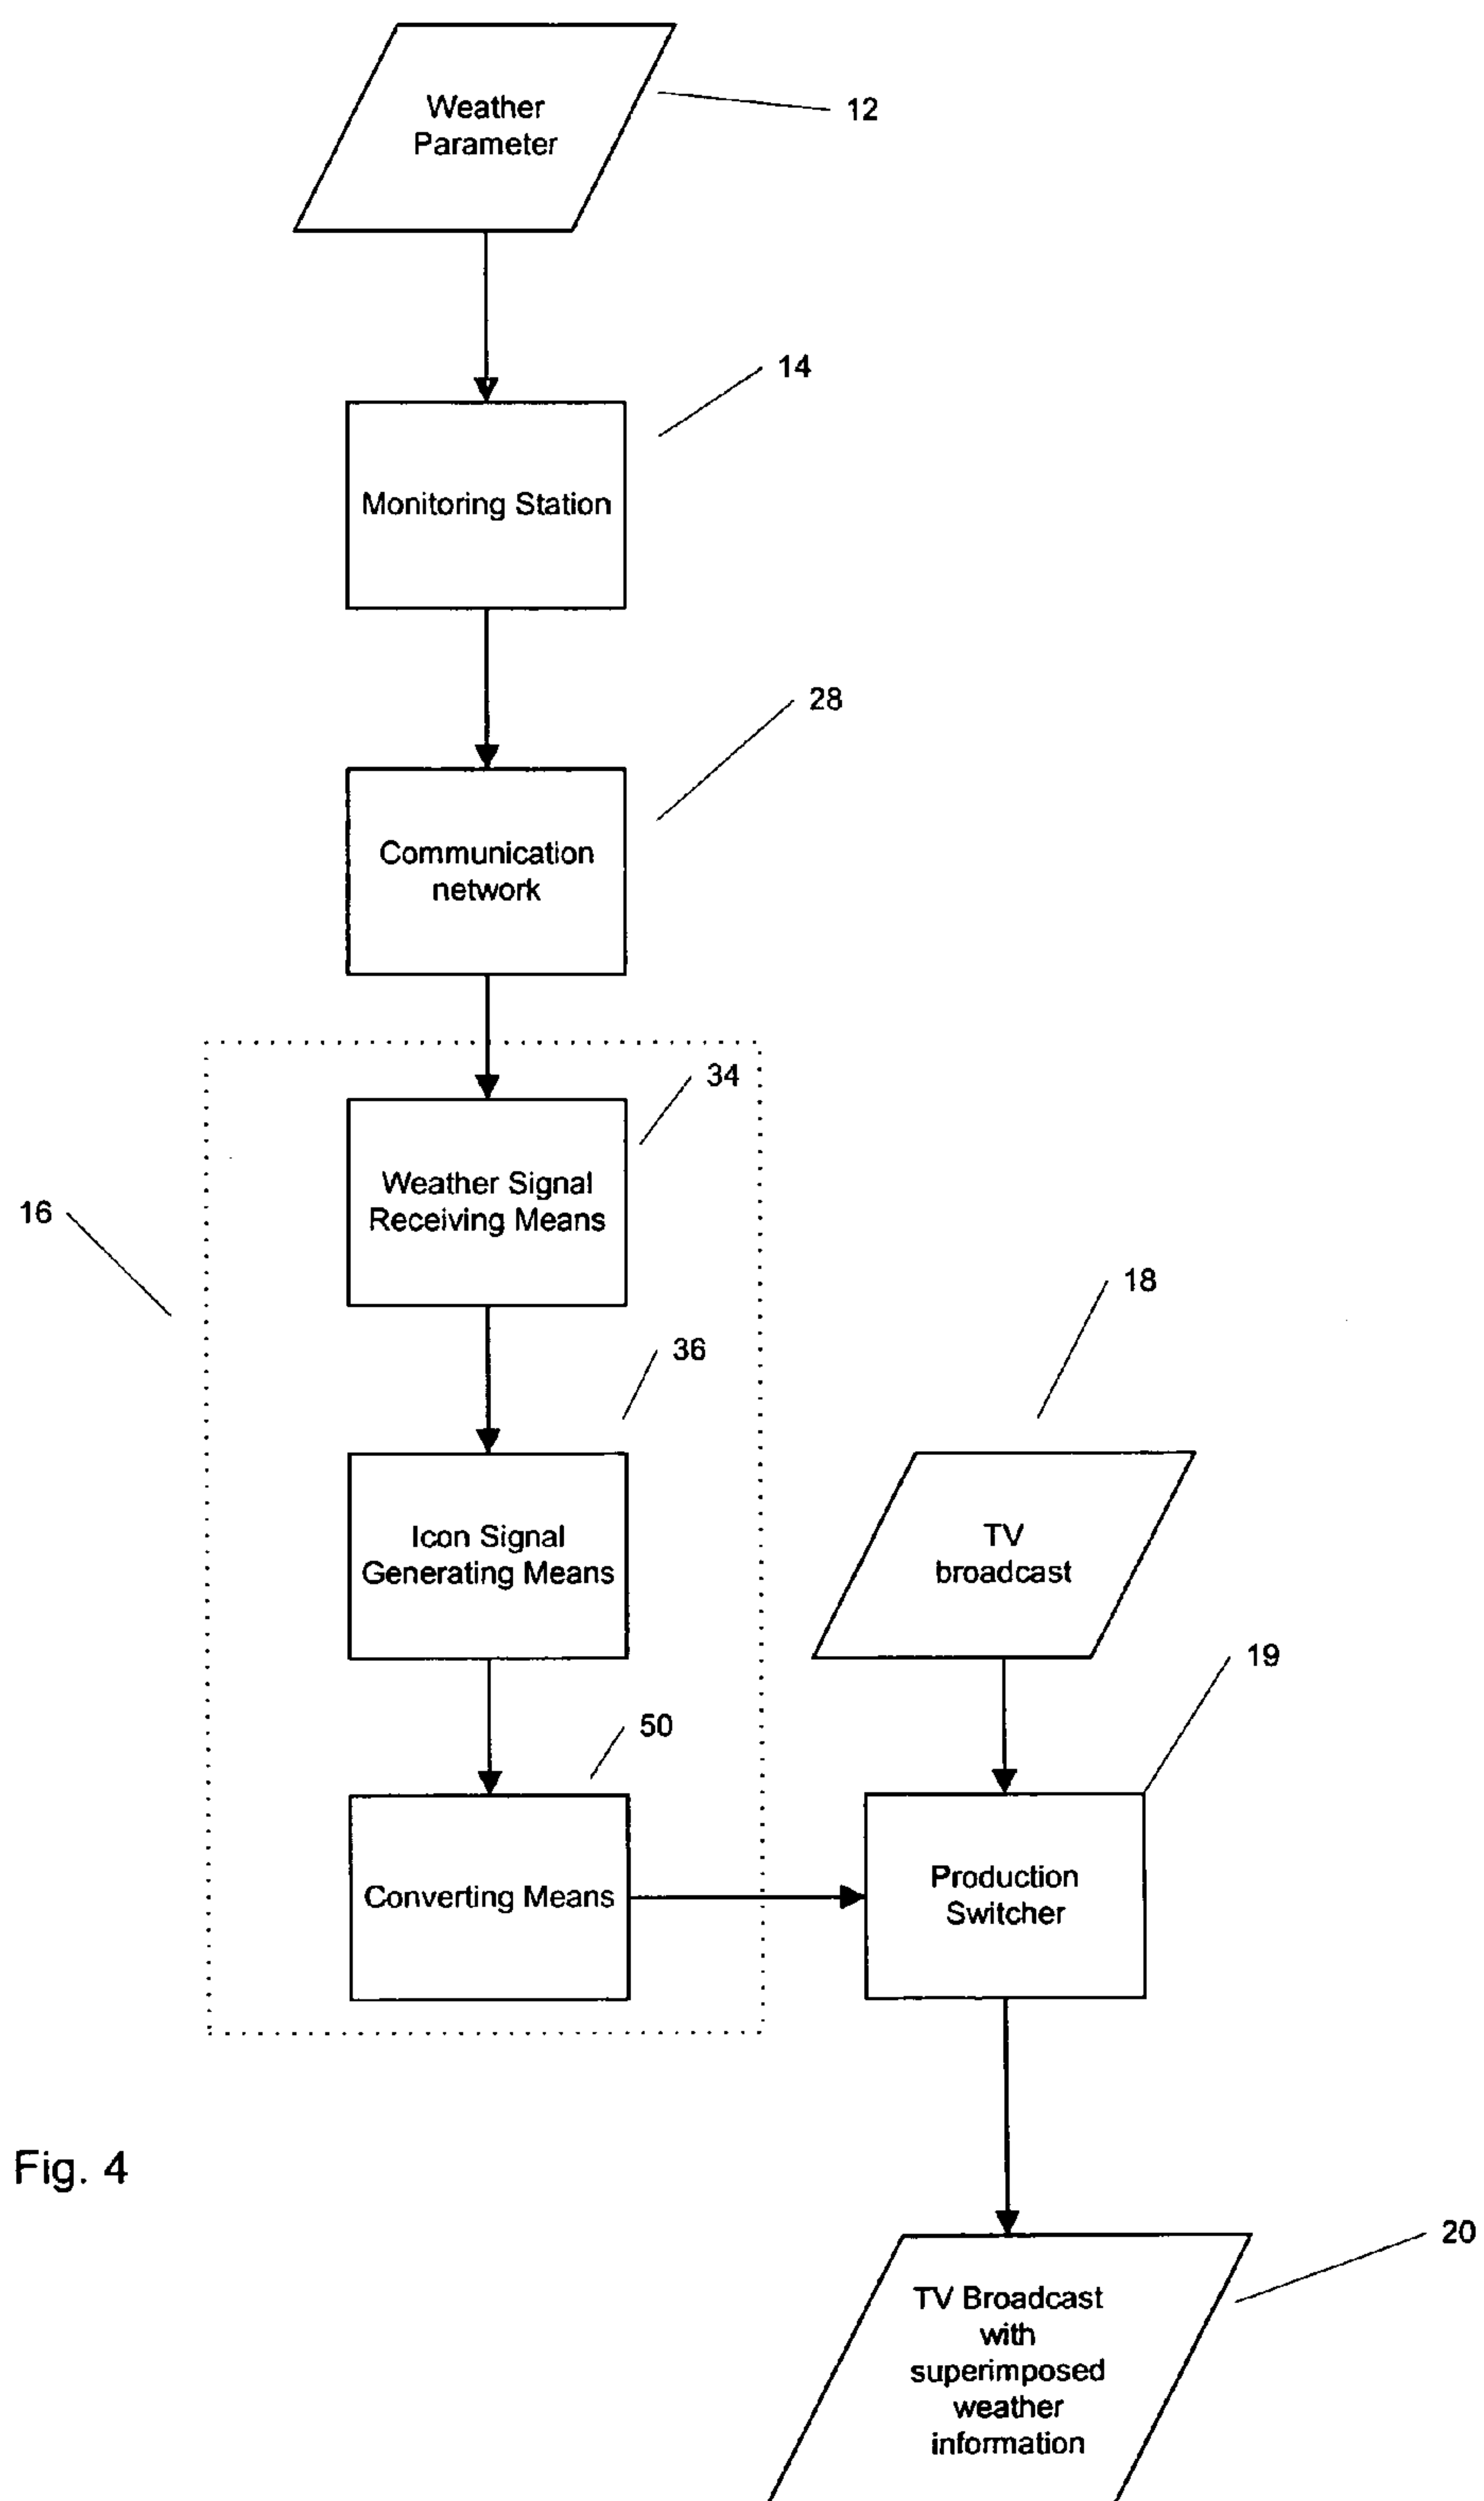 Weather
Parameter
12
14
Monitoring Station
28
Communication
network
34
Weather Signal
Receiving Means
16
18
36
Icon Signal
Generating Means
TV
broadcast
19
50
Converting Means
Production
Switcher
Fig. 4
20
TV Broadcast
with
superimposed
weather
information